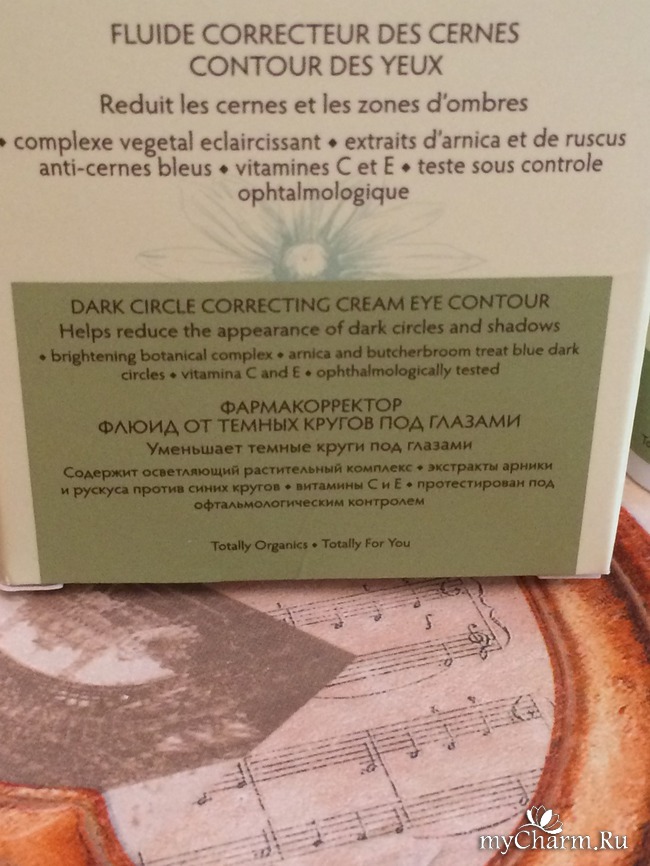 FLUIDE CORRECTEUR DES CERNES
CONTOUR DES YEUX
Reduit les cernes et les zones d'ombres
• complexe vegetal eclaircissant • extraits d'arnica et de ruscus
anti-cernes bleus • vitamines C et E • teste sous controle
ophtalmologique
DARK CIRCLE CORRECTING CREAM EYE CONTOUR
Helps reduce the appearance of dark circles and shadows
• brightening botanical complex • arnica and butcherbroom treat blue dark
circles • vitamina C and E • ophthalmologically tested
ФАРМАКОРРЕКТОР
ФЛЮИД ОТ ТЕМНЫХ КРУГОВ ПОД ГЛАЗАМИ
Уменьшает темные круги под глазами
Содержит осветляющий растительный комплекс • экстракты арники
и рускуса против синих кругов • витамины С и Е • протестирован под
офтальмологическим контролем
Totally Organics • Totally For You
myCharm.Ru